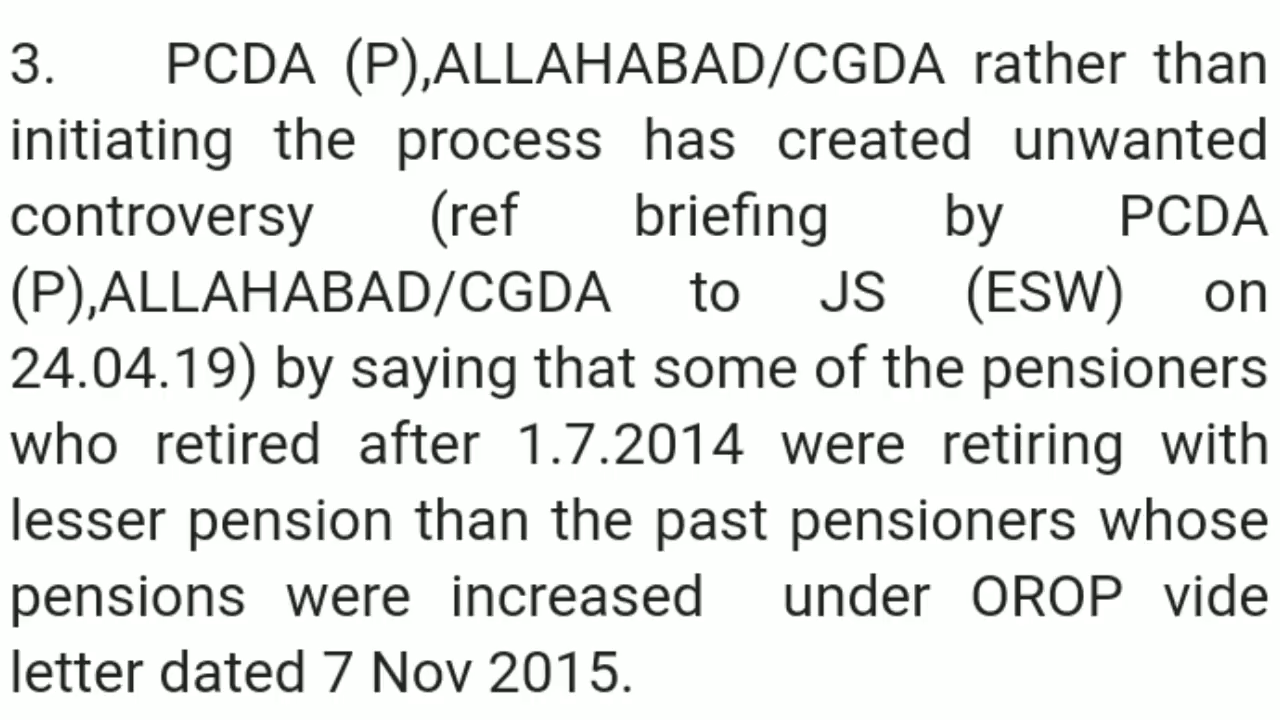 3. PCDA (P),ALLAHABAD/CGDA rather than
initiating the process has created unwanted
controversy (ref briefing by PCDA
(P),ALLAHABAD/CGDA to JS (ESW) on
24.04.19) by saying that some of the pensioners
who retired after 1.7.2014 were retiring with
lesser pension than the past pensioners whose
pensions were increased under OROP vide
letter dated 7 Nov 2015.